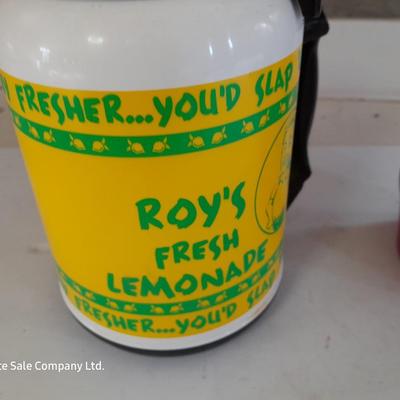 FRESHER...YOU'D SLAP
ROY'S
FRESH
LEMONADE
FRESHER...YOU'D SLAP
Sale Company Ltd.